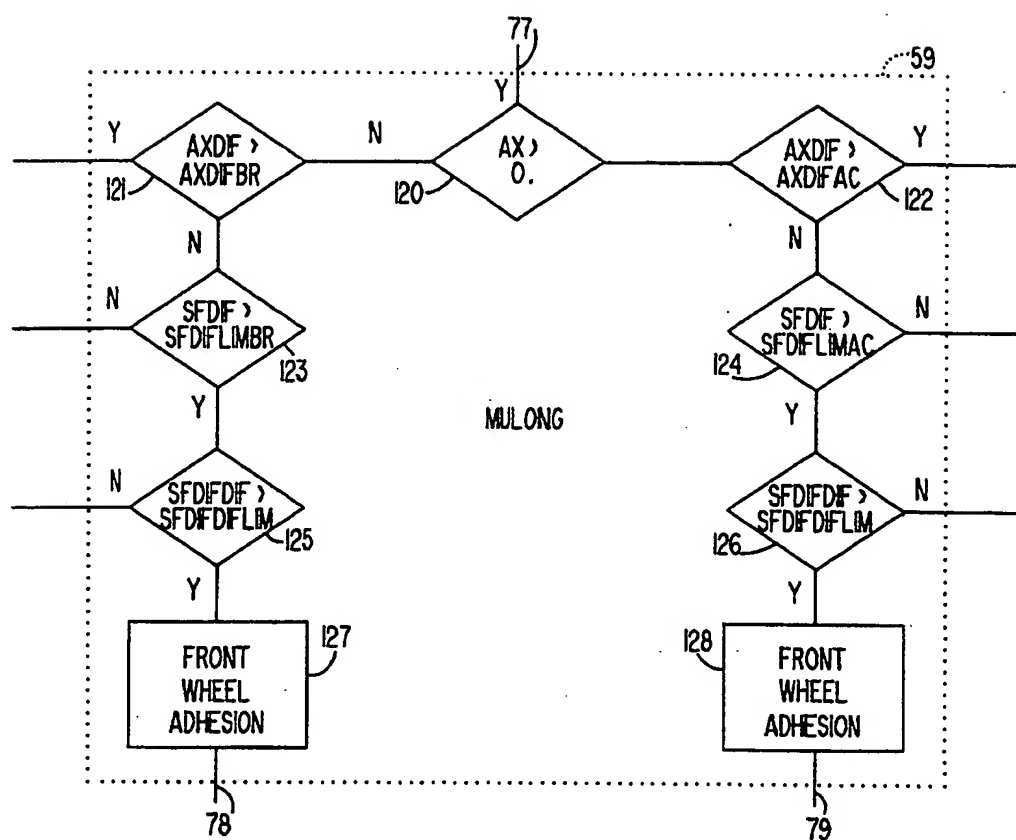 77
59
Y
Y
AXDIF >
AXDIFBR
121
N
AX >
0.
120
AXDIF >
AXDIFAC
122
Y
N
N
N
SFDIF >
SFDIFLIMBR
123
SFDIF >
SFDIFLIMAC
124
N
Y
MULONG
Y
N
SFDIFDIF >
SFDIFDIFLIM
125
SFDIFDIF >
SFDIFDIFLIM
126
N
Y
Y
FRONT
WHEEL
ADHESION
127
128
FRONT
WHEEL
ADHESION
78
79